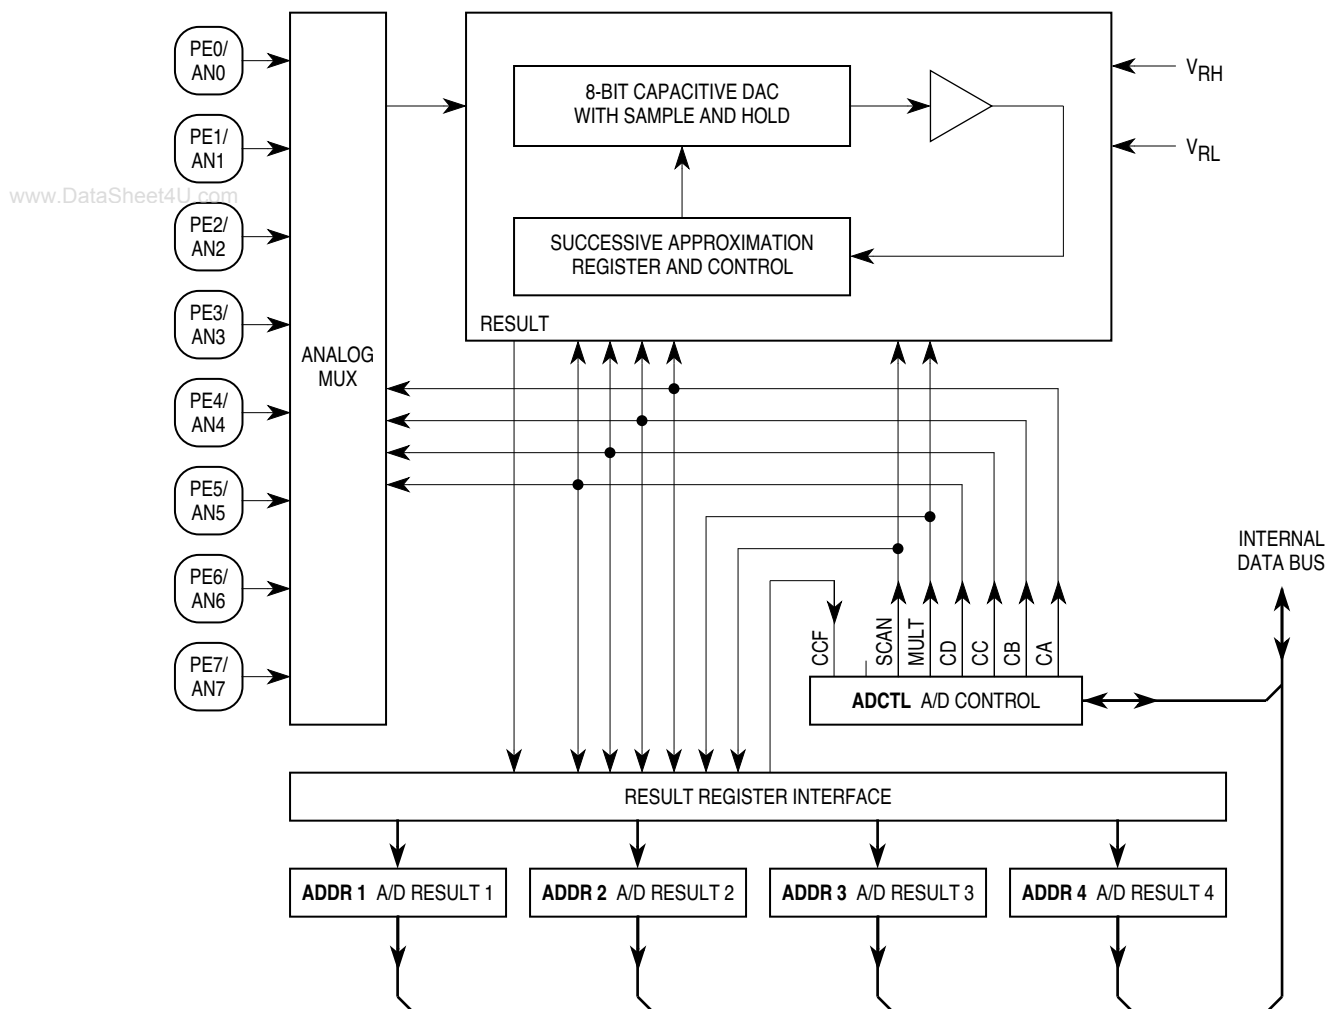 PE0/
AN0
PE1/
AN1
www.DataSheet4U.com
PE2/
AN2
PE3/
AN3
PE4/
AN4
PE5/
AN5
PE6/
AN6
PE7/
AN7
ANALOG
MUX
8-BIT CAPACITIVE DAC
WITH SAMPLE AND HOLD
SUCCESSIVE APPROXIMATION
REGISTER AND CONTROL
RESULT
VRH
VRL
INTERNAL
DATA BUS
CCF
SCAN
MULT
CD
CC
CB
CA
ADCTL A/D CONTROL
RESULT REGISTER INTERFACE
ADDR 1 A/D RESULT 1
ADDR 2 A/D RESULT 2
ADDR 3 A/D RESULT 3
ADDR 4 A/D RESULT 4